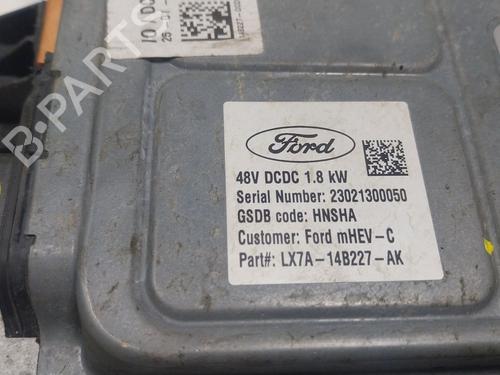 B-PARTS
Ford
48V DCDC 1.8 kW
Serial Number: 23021300050
GSDB code: HNSHA
Customer: Ford mHEV-C
Part#: LX7A-14B227-AK